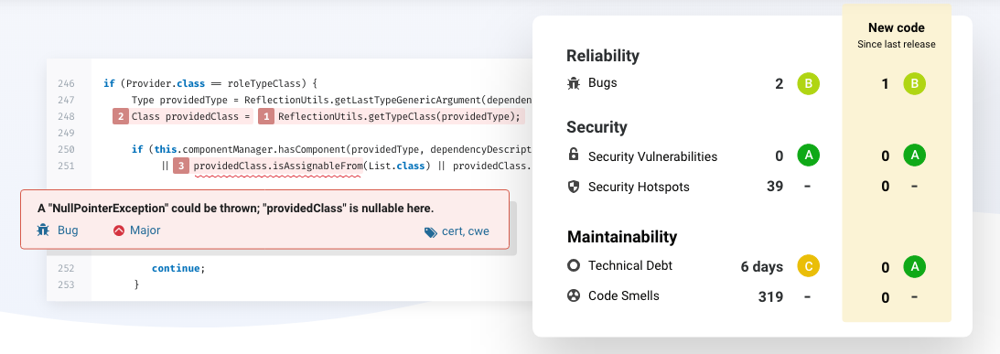 246 if (Provider.class == roleTypeClass) {
247 Type providedType = ReflectionUtils.getLastTypeGenericArgument(dependen
248 2 Class providedClass = 1 ReflectionUtils.getTypeClass(providedType);
249
250 if (this.componentManager.hasComponent(providedType, dependencyDescript
251 || 3 providedClass.isAssignableFrom(List.class) || providedClass.
A "NullPointerException" could be thrown; "providedClass" is nullable here.
Bug Major cert, cwe
252 continue;
253 }
New code
Since last release
Reliability
Bugs 2 B 1 B
Security
Security Vulnerabilities 0 A 0 A
Security Hotspots 39 - 0 -
Maintainability
Technical Debt 6 days C 0 A
Code Smells 319 - 0 -